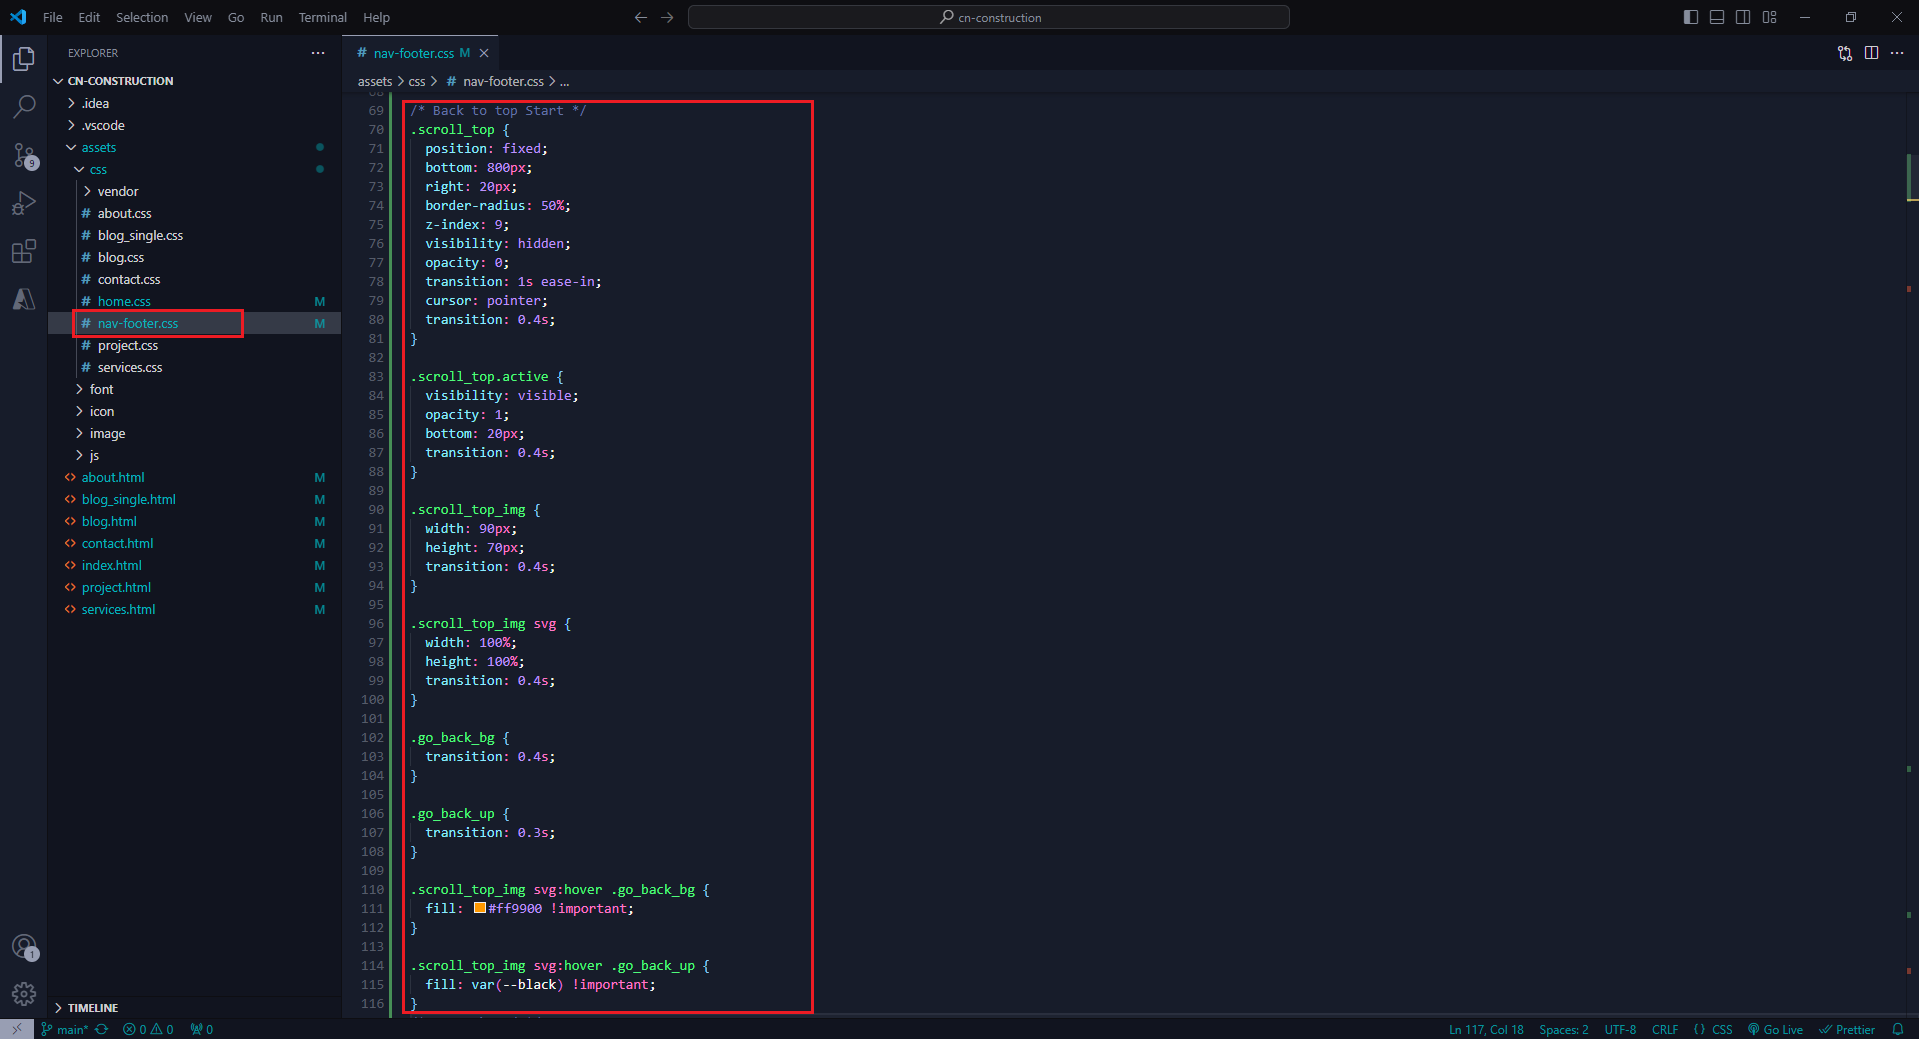 File Edit Selection View Go Run Terminal Help
cn-construction
EXPLORER
CN-CONSTRUCTION
.idea
.vscode
assets
css
vendor
# about.css
# blog_single.css
# blog.css
# contact.css
# home.css M
# nav-footer.css M
# project.css
# services.css
font
icon
image
js
<> about.html M
<> blog_single.html M
<> blog.html M
<> contact.html M
<> index.html M
<> project.html M
<> services.html M
TIMELINE
9
1
# nav-footer.css M
assets > css > # nav-footer.css > ...
68
69 /* Back to top Start */
70 .scroll_top {
71 position: fixed;
72 bottom: 800px;
73 right: 20px;
74 border-radius: 50%;
75 z-index: 9;
76 visibility: hidden;
77 opacity: 0;
78 transition: 1s ease-in;
79 cursor: pointer;
80 transition: 0.4s;
81 }
82
83 .scroll_top.active {
84 visibility: visible;
85 opacity: 1;
86 bottom: 20px;
87 transition: 0.4s;
88 }
89
90 .scroll_top_img {
91 width: 90px;
92 height: 70px;
93 transition: 0.4s;
94 }
95
96 .scroll_top_img svg {
97 width: 100%;
98 height: 100%;
99 transition: 0.4s;
100 }
101
102 .go_back_bg {
103 transition: 0.4s;
104 }
105
106 .go_back_up {
107 transition: 0.3s;
108 }
109
110 .scroll_top_img svg:hover .go_back_bg {
111 fill: #ff9900 !important;
112 }
113
114 .scroll_top_img svg:hover .go_back_up {
115 fill: var(--black) !important;
116 }
main* 0 0 0
Ln 117, Col 18 Spaces: 2 UTF-8 CRLF {} CSS Go Live Prettier